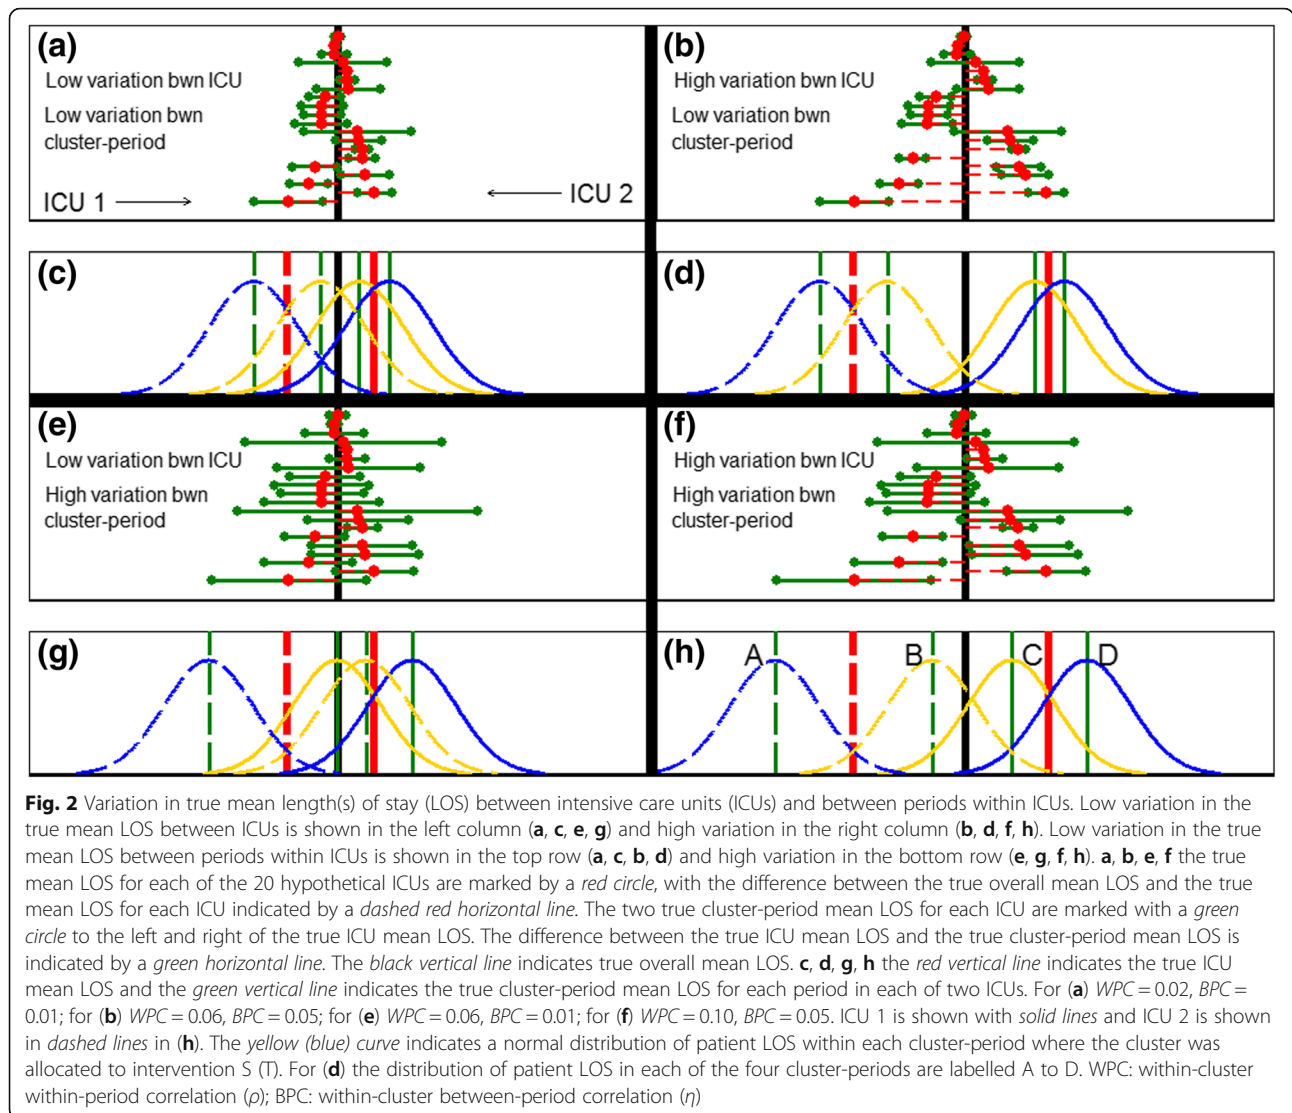 (a)
Low variation bwn ICU
Low variation bwn
cluster-period
ICU 1
ICU 2
(b)
High variation bwn ICU
Low variation bwn
cluster-period
(c)
(d)
(e)
Low variation bwn ICU
High variation bwn
cluster-period
(f)
High variation bwn ICU
High variation bwn
cluster-period
(g)
(h)
A
B
C
D
Fig. 2 Variation in true mean length(s) of stay (LOS) between intensive care units (ICUs) and between periods within ICUs. Low variation in the
true mean LOS between ICUs is shown in the left column (a, c, e, g) and high variation in the right column (b, d, f, h). Low variation in the true
mean LOS between periods within ICUs is shown in the top row (a, c, b, d) and high variation in the bottom row (e, g, f, h). a, b, e, f the true
mean LOS for each of the 20 hypothetical ICUs are marked by a red circle, with the difference between the true overall mean LOS and the true
mean LOS for each ICU indicated by a dashed red horizontal line. The two true cluster-period mean LOS for each ICU are marked with a green
circle to the left and right of the true ICU mean LOS. The difference between the true ICU mean LOS and the true cluster-period mean LOS is
indicated by a green horizontal line. The black vertical line indicates true overall mean LOS. c, d, g, h the red vertical line indicates the true ICU
mean LOS and the green vertical line indicates the true cluster-period mean LOS for each period in each of two ICUs. For (a) WPC = 0.02, BPC =
0.01; for (b) WPC = 0.06, BPC = 0.05; for (e) WPC = 0.06, BPC = 0.01; for (f) WPC = 0.10, BPC = 0.05. ICU 1 is shown with solid lines and ICU 2 is shown
in dashed lines in (h). The yellow (blue) curve indicates a normal distribution of patient LOS within each cluster-period where the cluster was
allocated to intervention S (T). For (d) the distribution of patient LOS in each of the four cluster-periods are labelled A to D. WPC: within-cluster
within-period correlation (ρ); BPC: within-cluster between-period correlation (η)